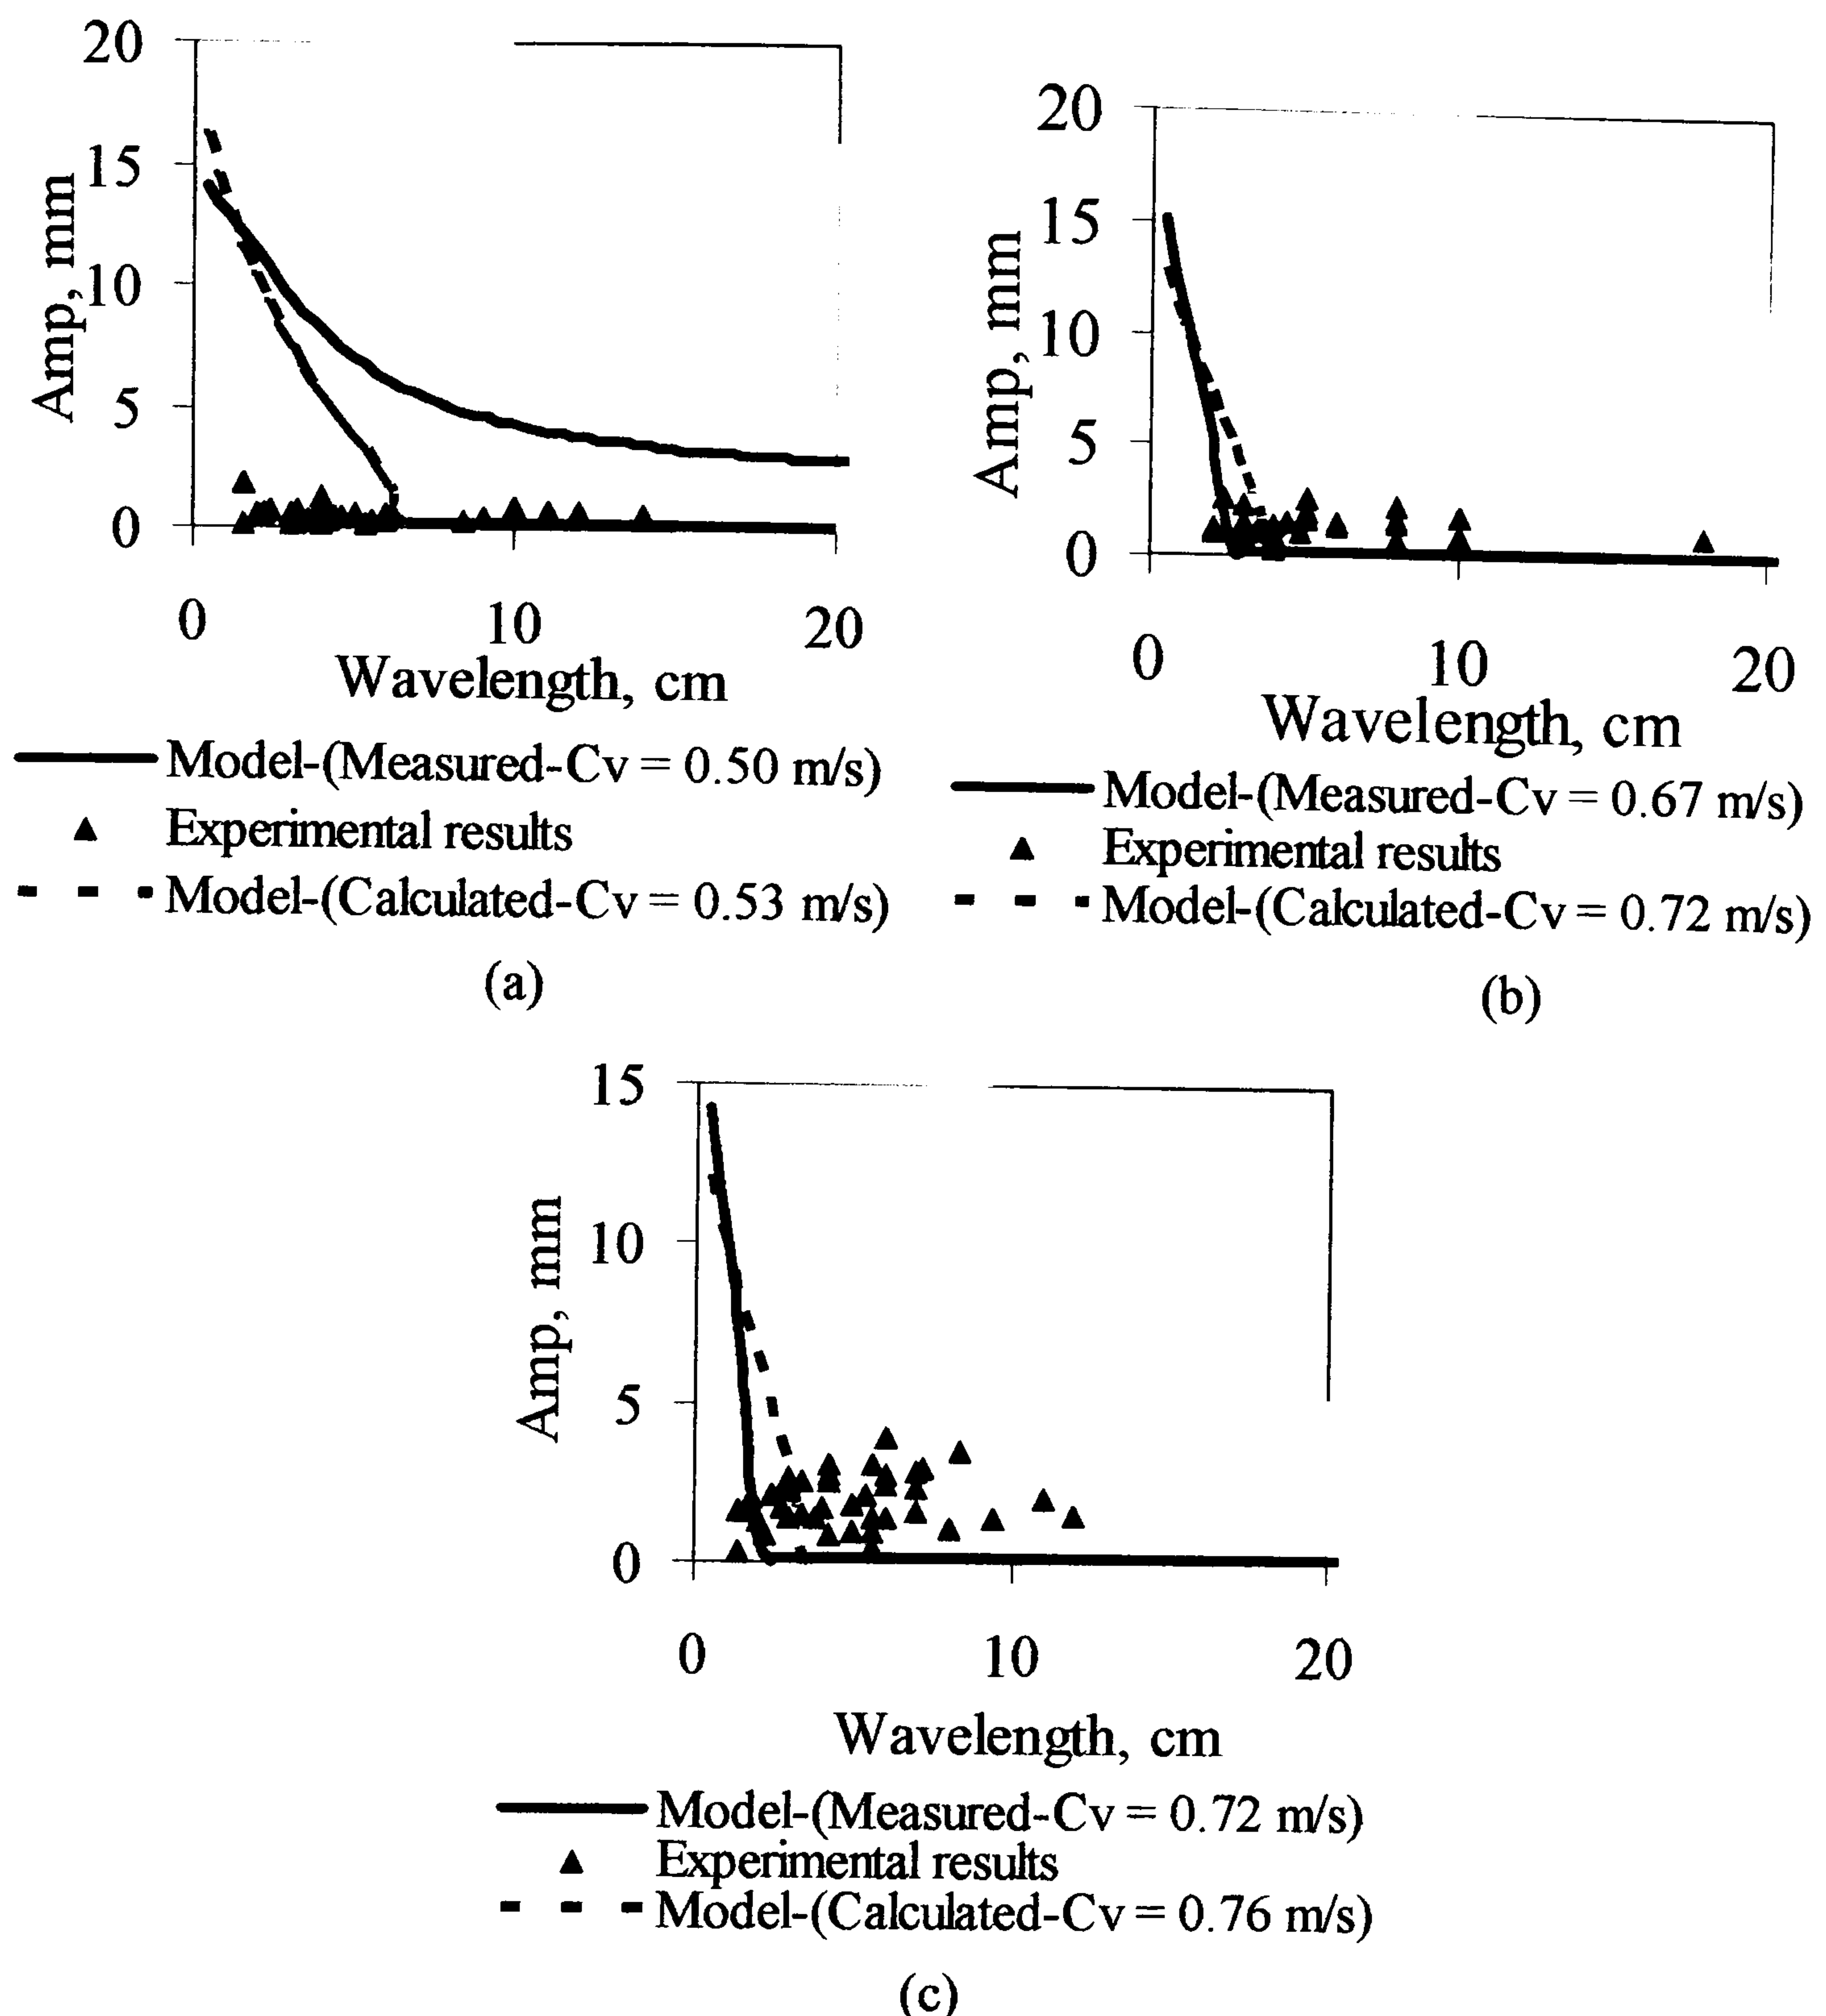 20
15
10
5
0
Amp, mm
0 10 20
Wavelength, cm
Model-(Measured-Cv = 0.50 m/s)
Experimental results
Model-(Calculated-Cv = 0.53 m/s)
(a)
20
15
10
5
0
Amp, mm
0 10 20
Wavelength, cm
Model-(Measured-Cv = 0.67 m/s)
Experimental results
Model-(Calculated-Cv = 0.72 m/s)
(b)
15
10
5
0
Amp, mm
0 10 20
Wavelength, cm
Model-(Measured-Cv = 0.72 m/s)
Experimental results
Model-(Calculated-Cv = 0.76 m/s)
(c)